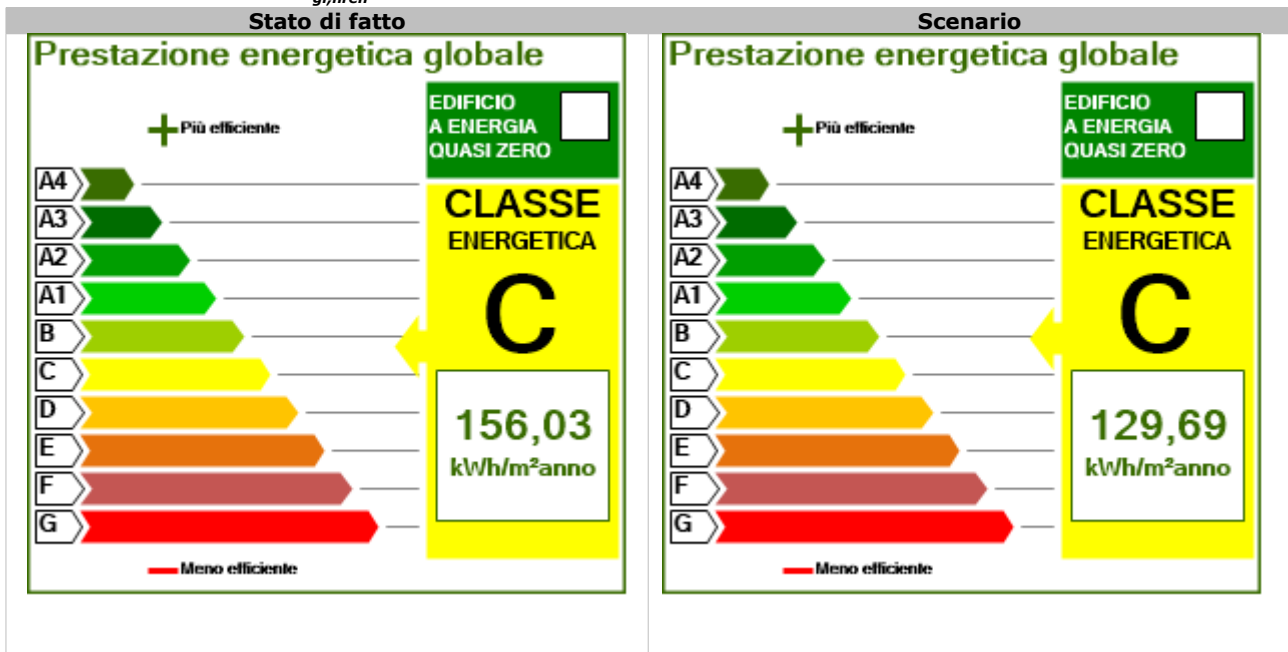 gl,nren
Stato di fatto
Scenario
Prestazione energetica globale
Più efficiente
EDIFICIO
A ENERGIA
QUASI ZERO
A4
A3
A2
A1
B
C
D
E
F
G
CLASSE
ENERGETICA
C
156,03
kWh/m²anno
Meno efficiente
Prestazione energetica globale
Più efficiente
EDIFICIO
A ENERGIA
QUASI ZERO
A4
A3
A2
A1
B
C
D
E
F
G
CLASSE
ENERGETICA
C
129,69
kWh/m²anno
Meno efficiente